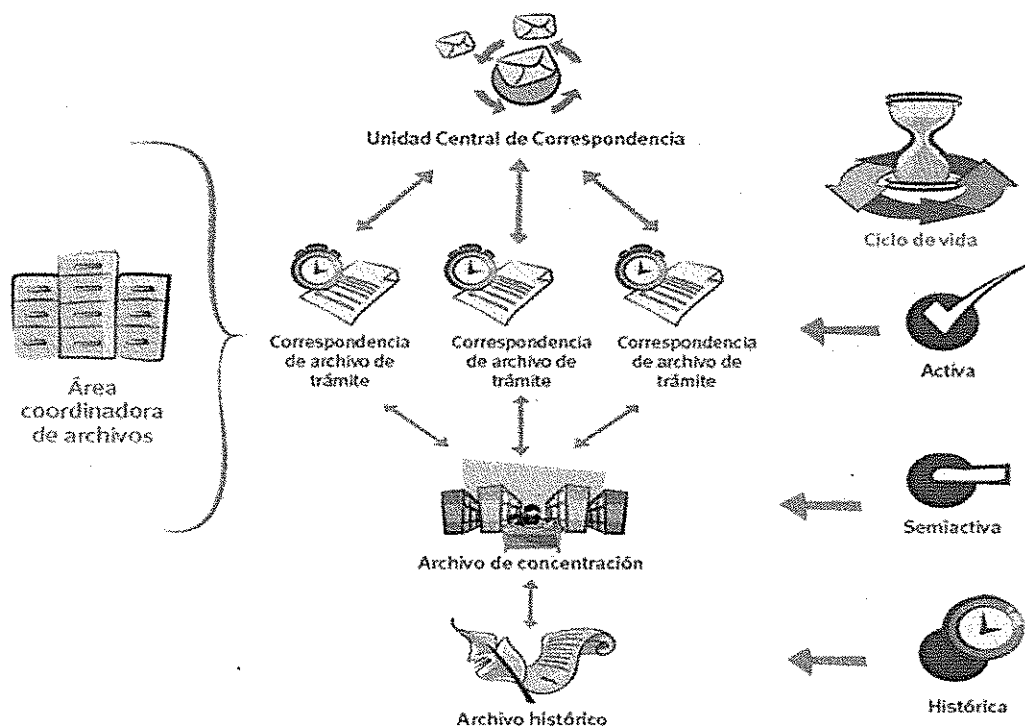 Unidad Central de Correspondencia
Ciclo de vida
Correspondencia
de archivo de
trámite
Correspondencia
de archivo de
trámite
Correspondencia
de archivo de
trámite
Activa
Área
coordinadora
de archivos
Archivo de concentración
Semiactiva
Archivo histórico
Histórica